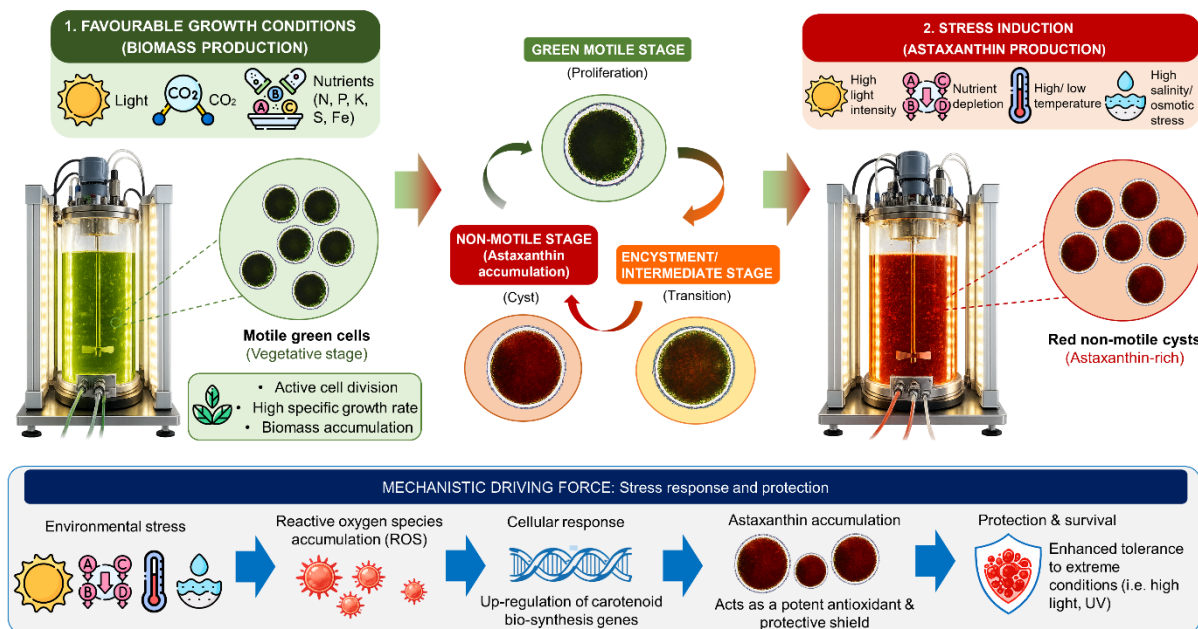 1. FAVOURABLE GROWTH CONDITIONS
(BIOMASS PRODUCTION)
Light
CO2
CO₂
Nutrients
(N, P, K,
S, Fe)
B
A
C
Motile green cells
(Vegetative stage)
• Active cell division
• High specific growth rate
• Biomass accumulation
GREEN MOTILE STAGE
(Proliferation)
NON-MOTILE STAGE
(Astaxanthin
accumulation)
(Cyst)
ENCYSTMENT/
INTERMEDIATE STAGE
(Transition)
2. STRESS INDUCTION
(ASTAXANTHIN PRODUCTION)
High
light
intensity
A C
B D
Nutrient
depletion
High/ low
temperature
High
salinity/
osmotic
stress
Red non-motile cysts
(Astaxanthin-rich)
MECHANISTIC DRIVING FORCE: Stress response and protection
Environmental stress
A C
B D
Reactive oxygen species
accumulation (ROS)
Cellular response
Up-regulation of carotenoid
bio-synthesis genes
Astaxanthin accumulation
Acts as a potent antioxidant &
protective shield
Protection & survival
Enhanced tolerance
to extreme
conditions (i.e. high
light, UV)